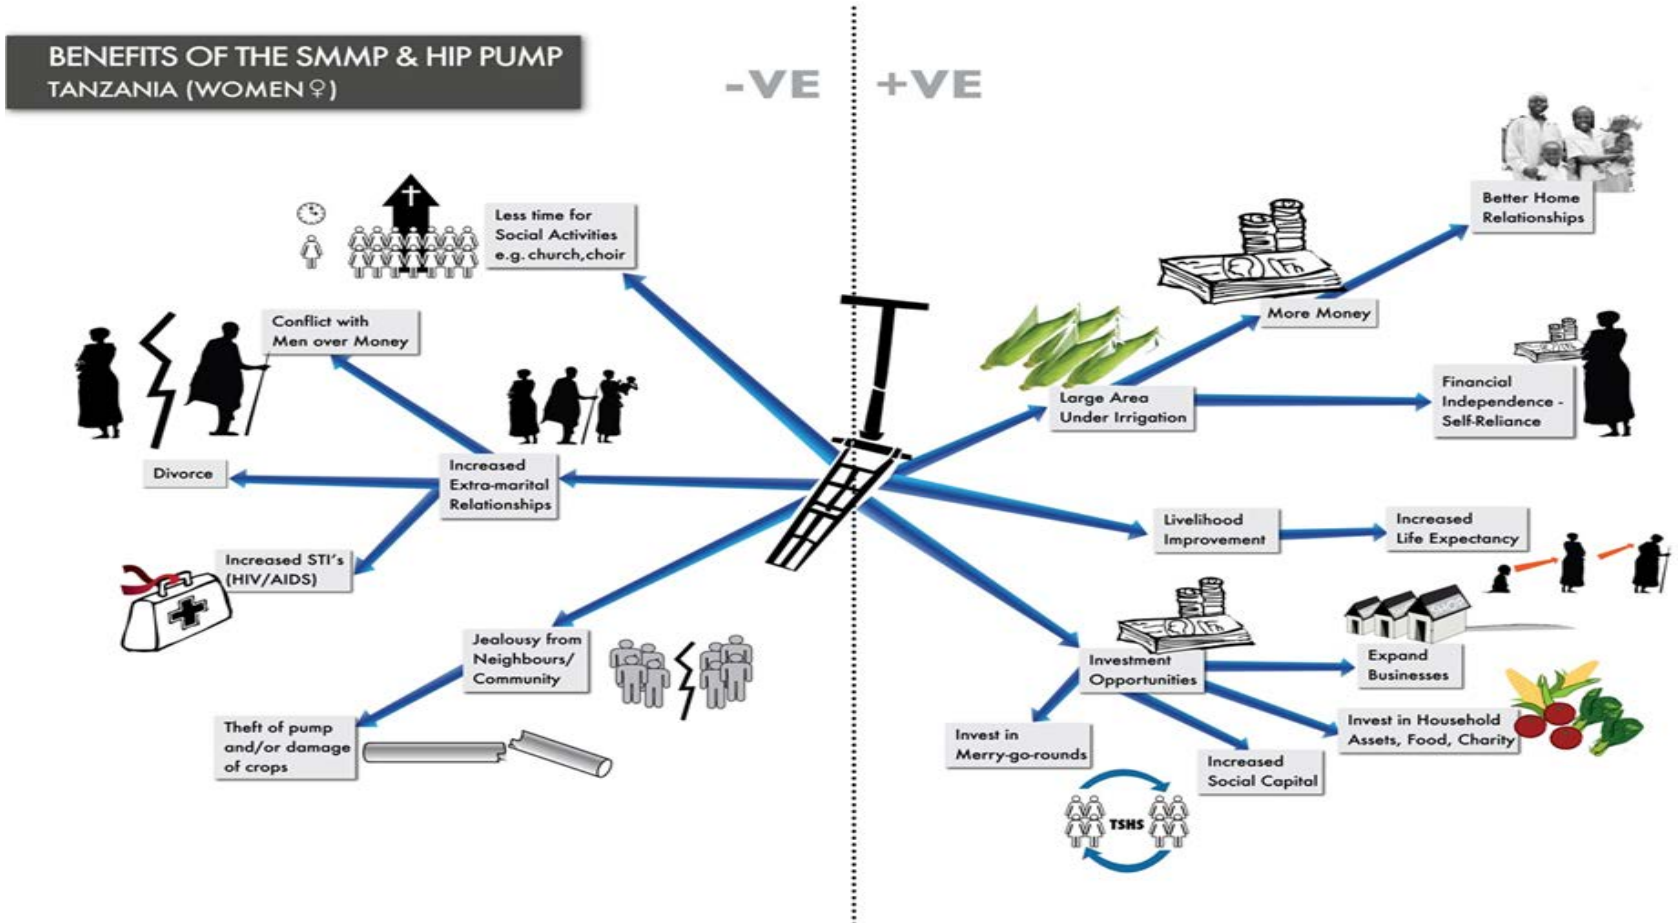 BENEFITS OF THE SMMP & HIP PUMP
TANZANIA (WOMEN♀)
-VE
+VE
Less time for
Social Activities
e.g. church,choir
Conflict with
Men over Money
Divorce
Increased
Extra-marital
Relationships
Increased STI's
(HIV/AIDS)
Jealousy from
Neighbours/
Community
Theft of pump
and/or damage
of crops
Better Home
Relationships
More Money
Large Area
Under Irrigation
Financial
Independence -
Self-Reliance
Livelihood
Improvement
Increased
Life Expectancy
Investment
Opportunities
Expand
Businesses
Invest in Household
Assets, Food, Charity
Invest in
Merry-go-rounds
Increased
Social Capital
TSHS